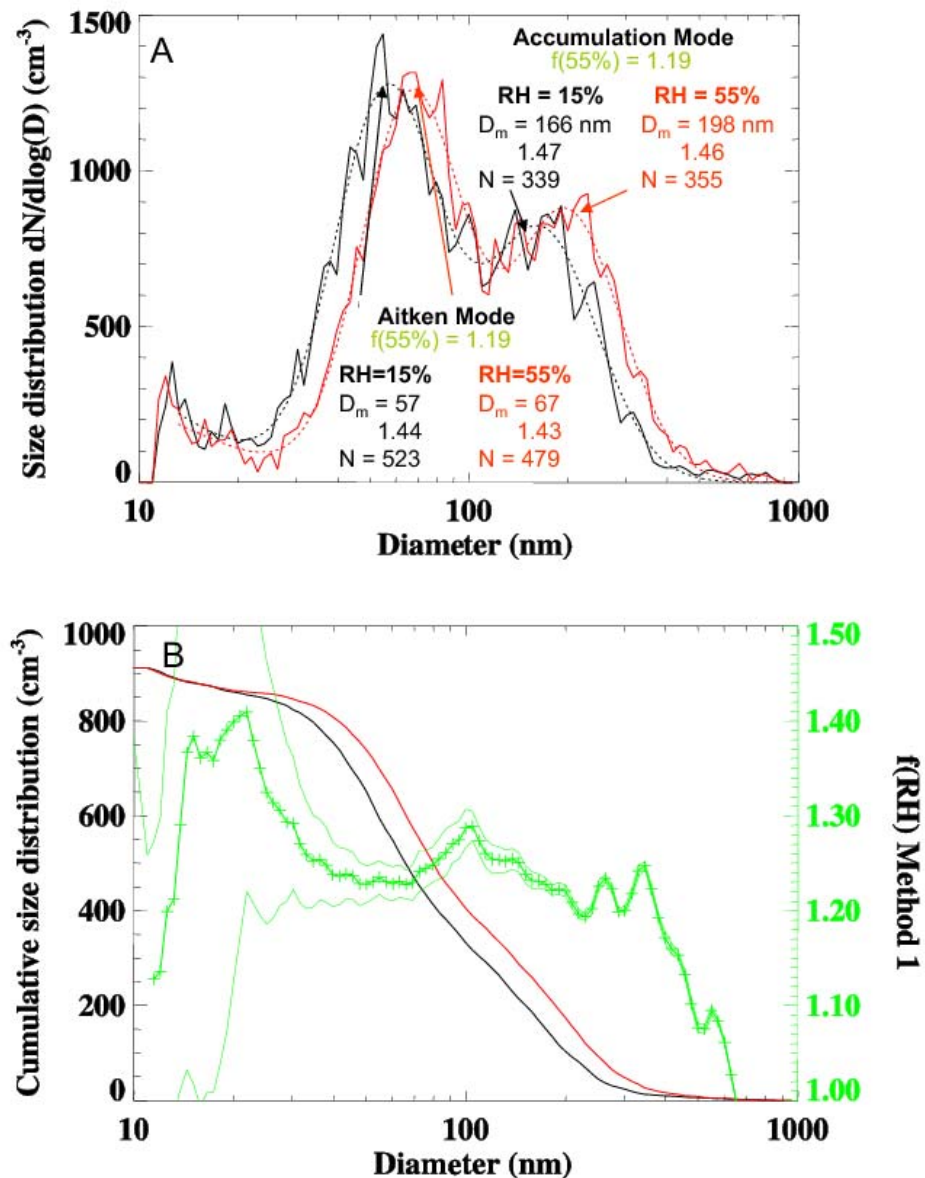 A
Size distribution dN/dlog(D) (cm⁻³)
1500
1000
500
0
Accumulation Mode
f(55%) = 1.19
RH = 15% RH = 55%
Dₘ = 166 nm Dₘ = 198 nm
1.47 1.46
N = 339 N = 355
Aitken Mode
f(55%) = 1.19
RH=15% RH=55%
Dₘ = 57 Dₘ = 67
1.44 1.43
N = 523 N = 479
10 100 1000
Diameter (nm)
B
Cumulative size distribution (cm⁻³)
1000
800
600
400
200
0
1.50
1.40
1.30
1.20
1.10
1.00
f(RH) Method 1
10 100 1000
Diameter (nm)